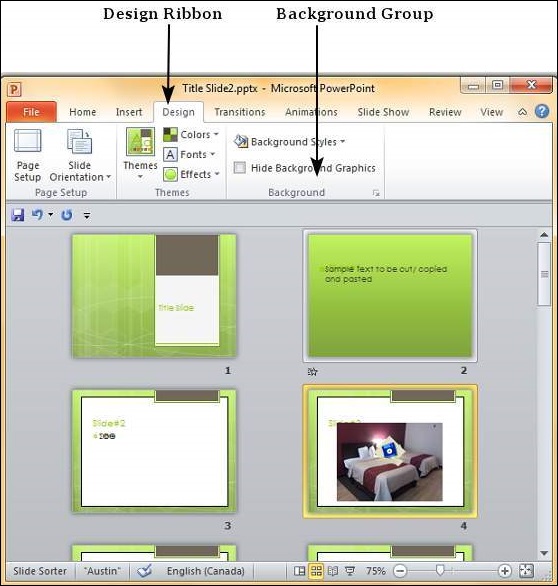 Design Ribbon Background Group
Title Slide2.pptx - Microsoft PowerPoint
File Home Insert Design Transitions Animations Slide Show Review View
Page Setup
Slide Orientation
Themes
Colors
Fonts
Effects
Background Styles
Hide Background Graphics
Page Setup Themes Background
Title Slide
1
Sample Text to be cut/ copied
and pasted
2
Slide#2
3
Slide#2
4
Slide Sorter "Austin" English (Canada) 75%